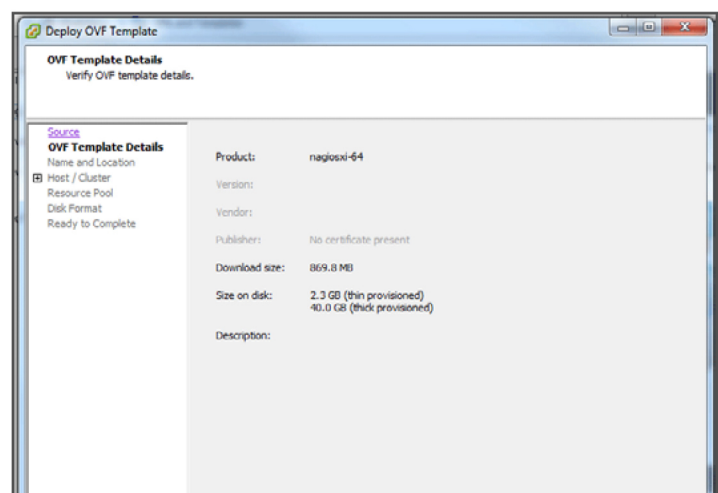 Deploy OVF Template
OVF Template Details
Verify OVF template details.
Source
OVF Template Details
Name and Location
Host / Cluster
Resource Pool
Disk Format
Ready to Complete
Product: nagiosxi-64
Version:
Vendor:
Publisher: No certificate present
Download size: 869.8 MB
Size on disk: 2.3 GB (thin provisioned)
40.0 GB (thick provisioned)
Description: